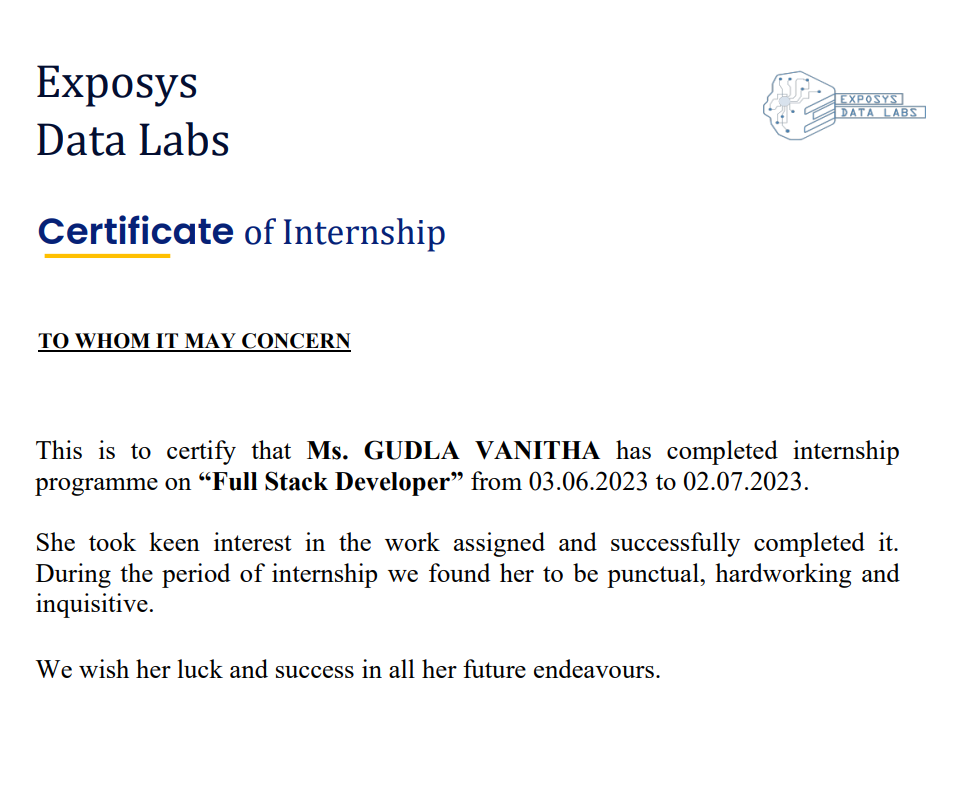 Exposys
Data Labs
EXPOSYS
DATA LABS
Certificate of Internship
TO WHOM IT MAY CONCERN
This is to certify that Ms. GUDLA VANITHA has completed internship
programme on “Full Stack Developer” from 03.06.2023 to 02.07.2023.
She took keen interest in the work assigned and successfully completed it.
During the period of internship we found her to be punctual, hardworking and
inquisitive.
We wish her luck and success in all her future endeavours.